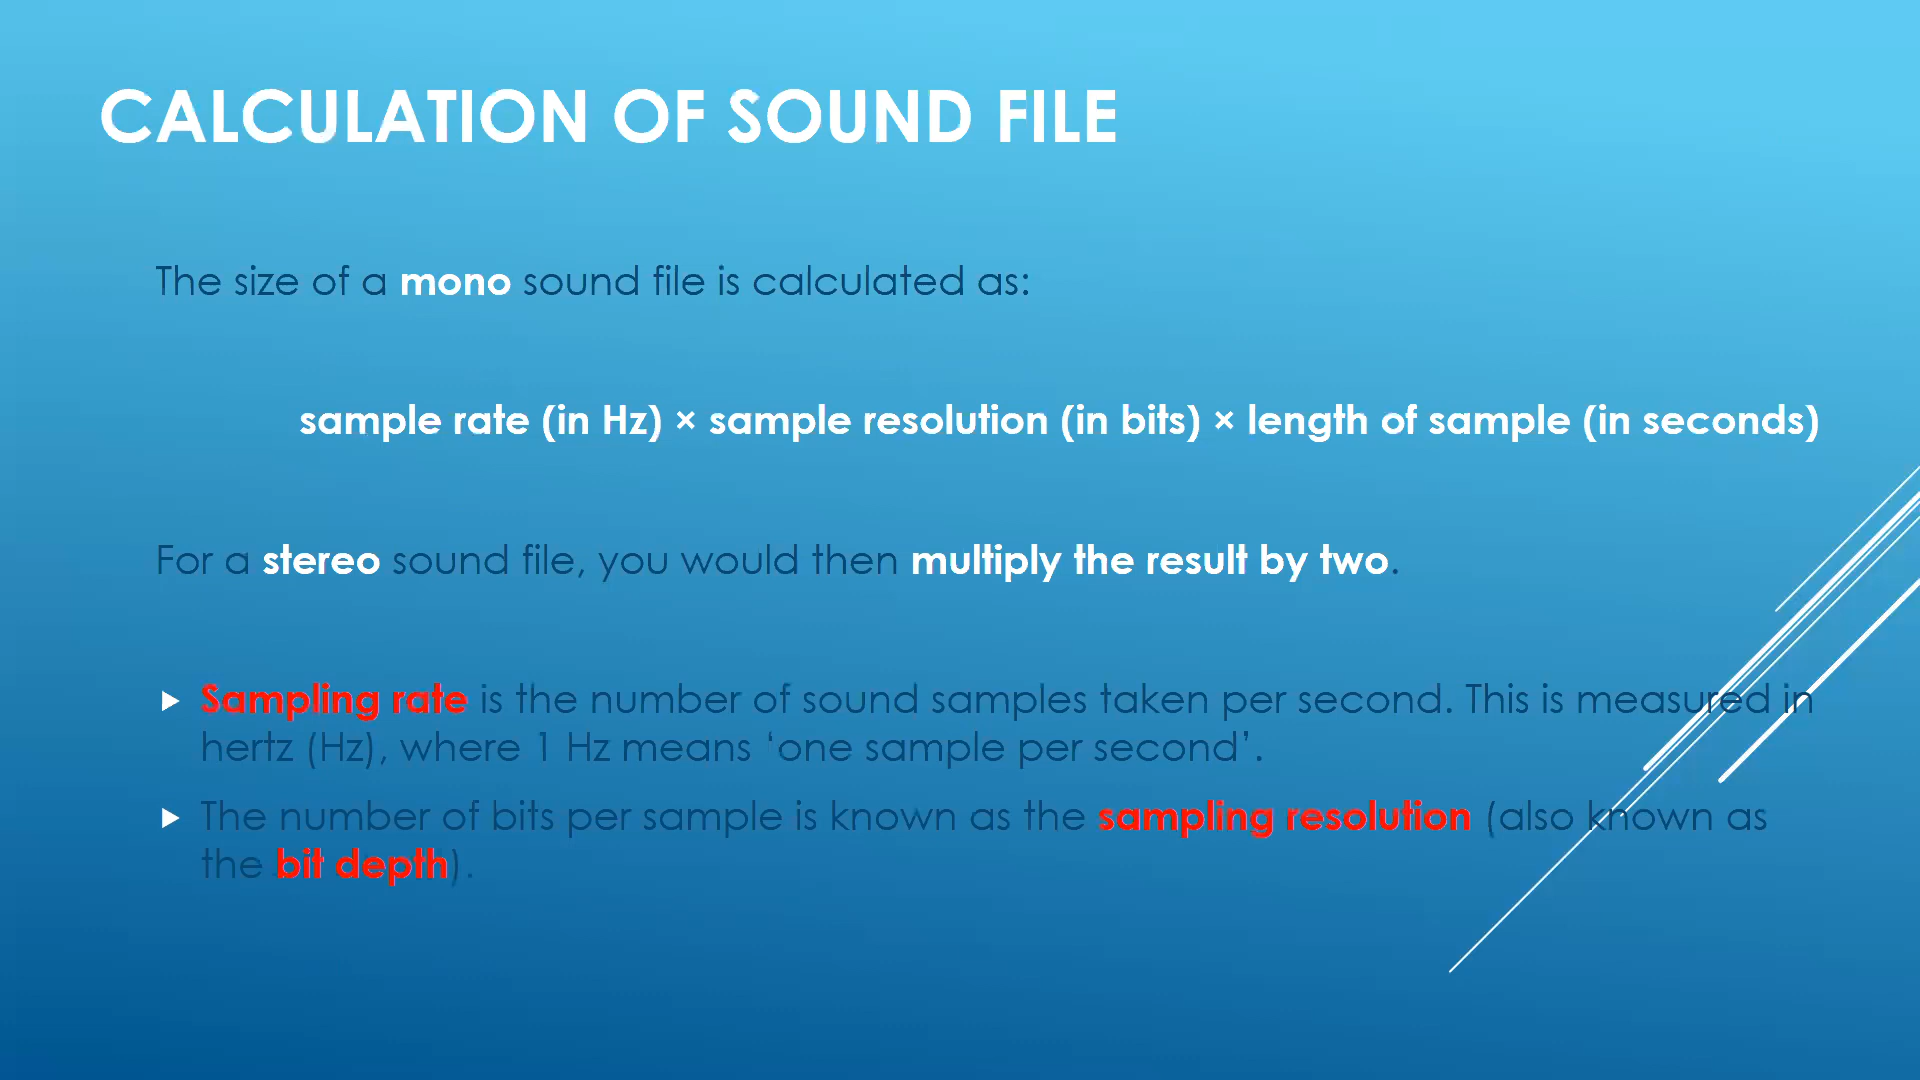 CALCULATION OF SOUND FILE
The size of a mono sound file is calculated as:
sample rate (in Hz) × sample resolution (in bits) × length of sample (in seconds)
For a stereo sound file, you would then multiply the result by two.
Sampling rate is the number of sound samples taken per second. This is measured in
hertz (Hz), where 1 Hz means ‘one sample per second’.
The number of bits per sample is known as the sampling resolution (also known as
the bit depth).